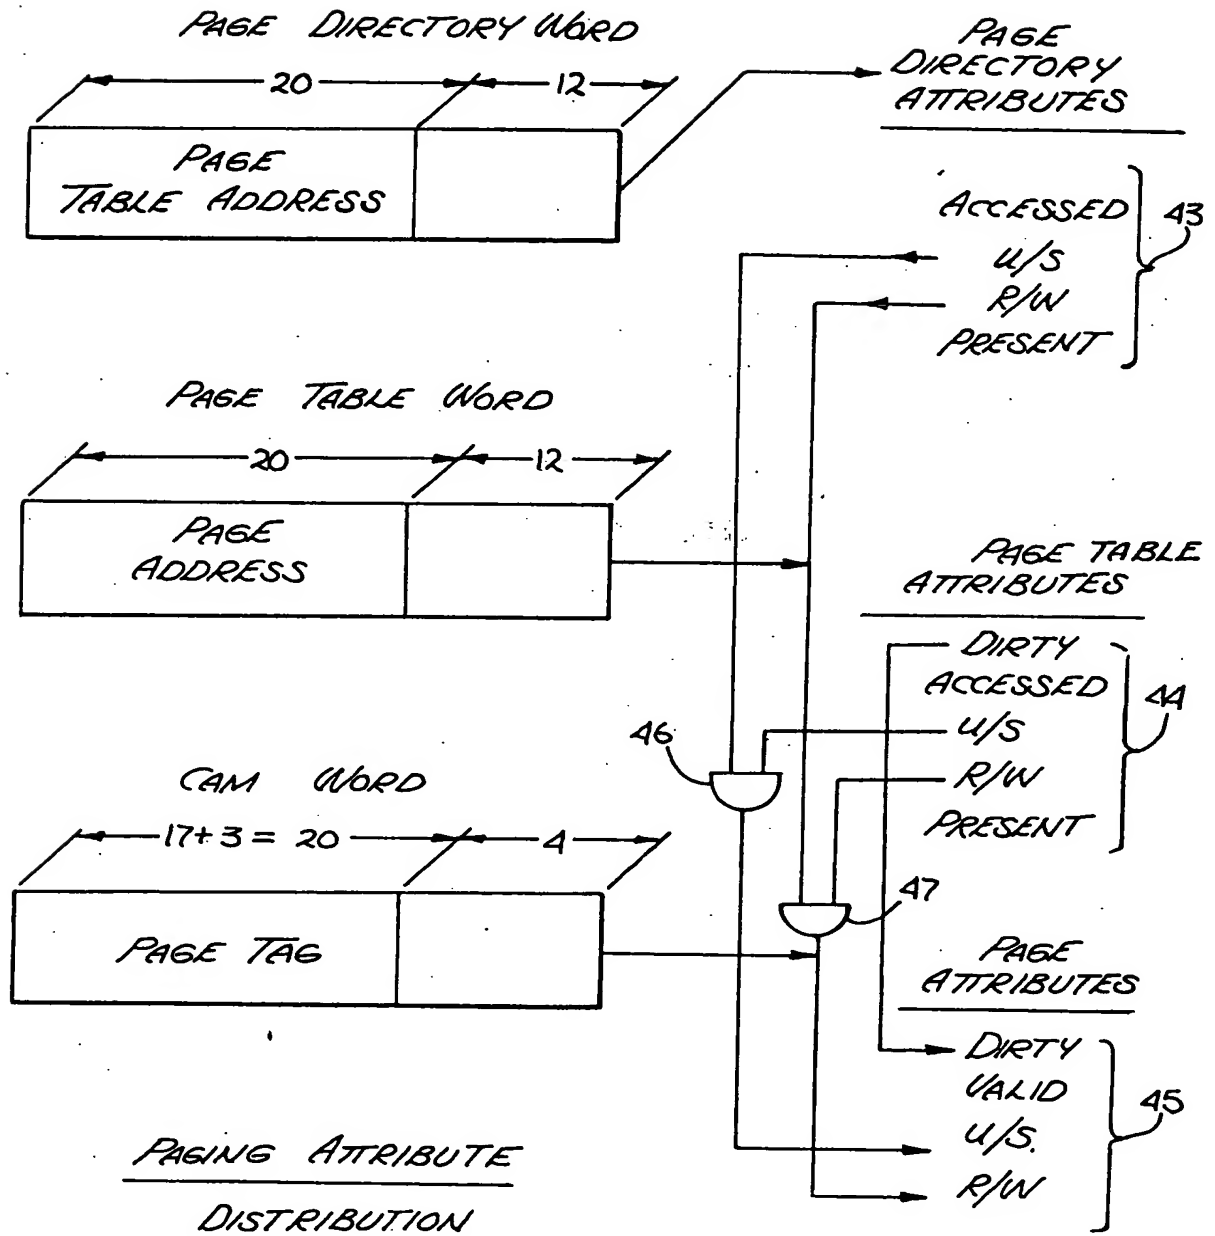 PAGE DIRECTORY WORD
20
12
PAGE
TABLE ADDRESS
PAGE
DIRECTORY
ATTRIBUTES
ACCESSED
U/S
R/W
PRESENT
43
PAGE TABLE WORD
20
12
PAGE
ADDRESS
PAGE TABLE
ATTRIBUTES
DIRTY
ACCESSED
U/S
R/W
PRESENT
44
46
47
CAM WORD
17+3=20
4
PAGE TAG
PAGE
ATTRIBUTES
DIRTY
VALID
U/S.
R/W
45
PAGING ATTRIBUTE
DISTRIBUTION